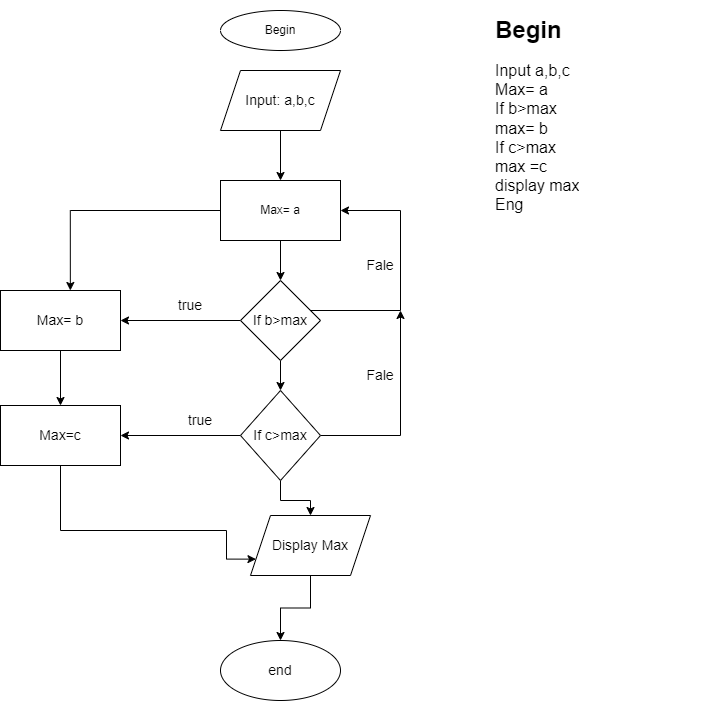 Begin
Input: a,b,c
Max= a
Fale
Max= b
true
If b>max
Fale
Max=c
true
If c>max
Display Max
end
Begin
Input a,b,c
Max= a
If b>max
max= b
If c>max
max =c
display max
Eng